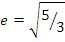 e = √5/3